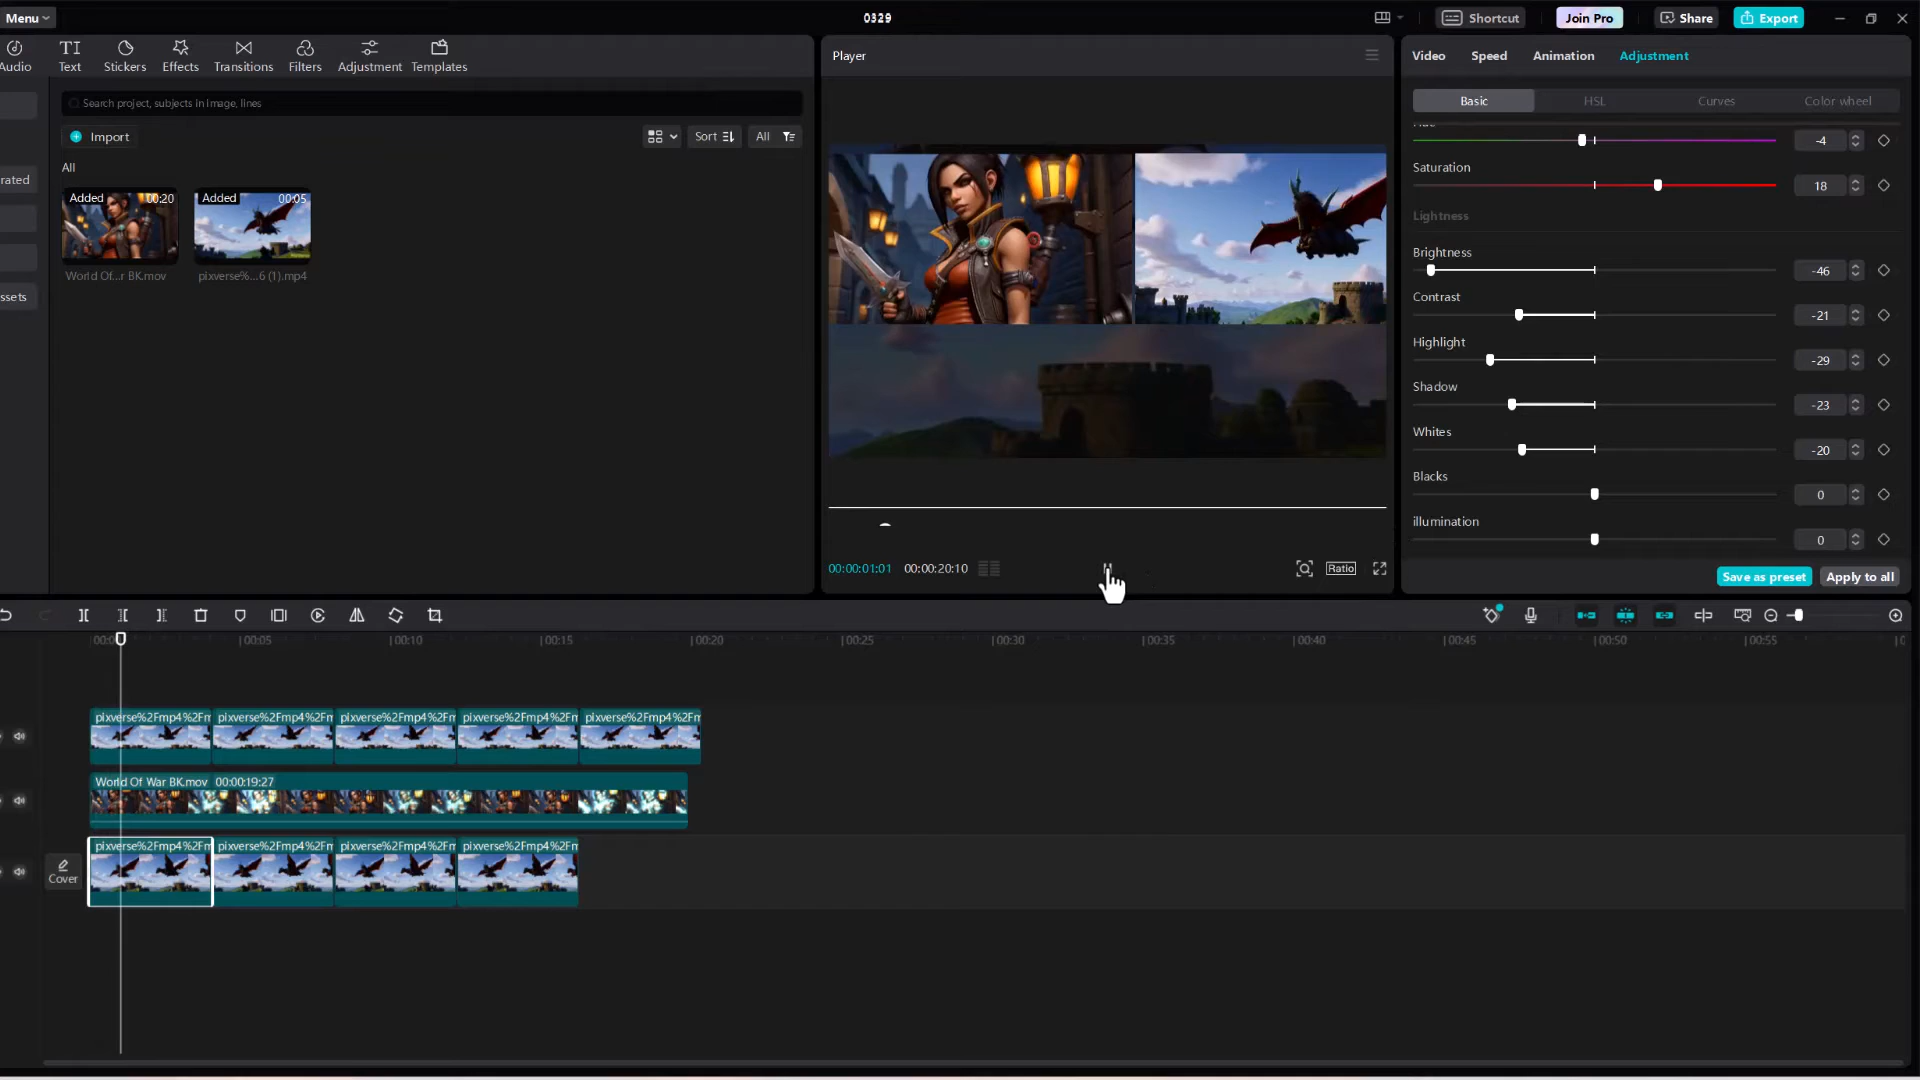 Menu
0329
Shortcut
Join Pro
Share
Export
Audio
Text
Stickers
Effects
Transitions
Filters
Adjustment
Templates
Search project, subjects in image, lines
Import
Sort
All
All
rated
ssets
Added
00:20
World Of...r BK.mov
Added
00:05
pixverse%...6 (1).mp4
Player
00:00:01:01
00:00:20:10
Ratio
Video
Speed
Animation
Adjustment
Basic
HSL
Curves
Color wheel
-4
Saturation
18
Lightness
Brightness
-46
Contrast
-21
Highlight
-29
Shadow
-23
Whites
-20
Blacks
0
illumination
0
Save as preset
Apply to all
00:05
00:10
00:15
00:20
00:25
00:30
00:35
00:40
00:45
00:50
00:55
pixverse%2Fmp4%2Fm
pixverse%2Fmp4%2Fm
pixverse%2Fmp4%2Fm
pixverse%2Fmp4%2Fm
pixverse%2Fmp4%2Fm
World Of War BK.mov 00:00:19:27
Cover
pixverse%2Fmp4%2Fm
pixverse%2Fmp4%2Fm
pixverse%2Fmp4%2Fm
pixverse%2Fmp4%2Fm